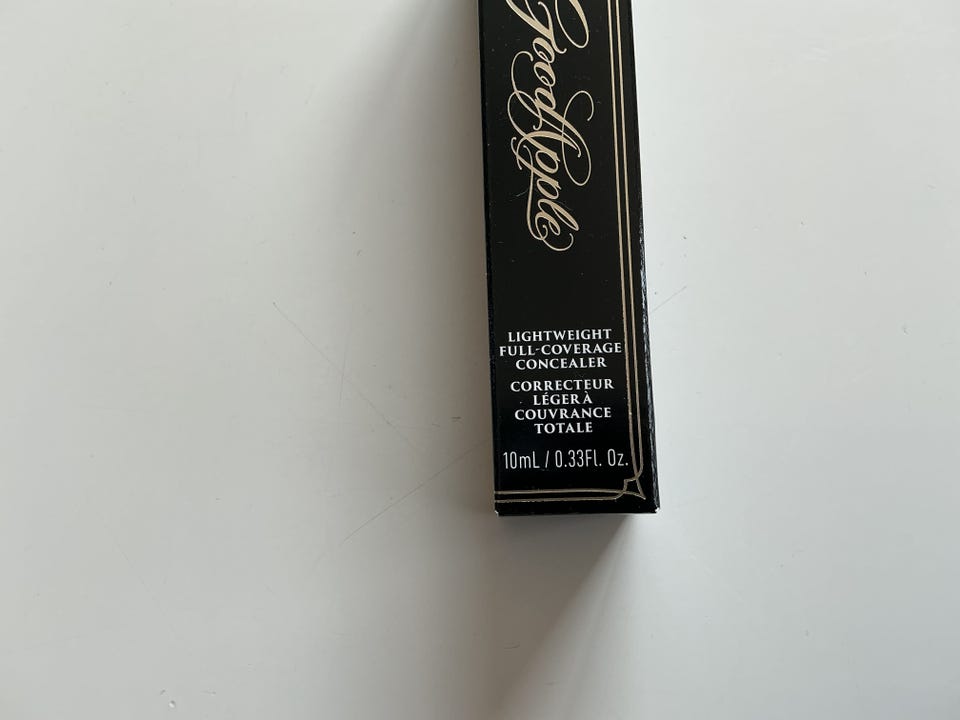 Good Apple
LIGHTWEIGHT
FULL-COVERAGE
CONCEALER
CORRECTEUR
LÉGER À
COUVRANCE
TOTALE
10mL / 0.33Fl. Oz.